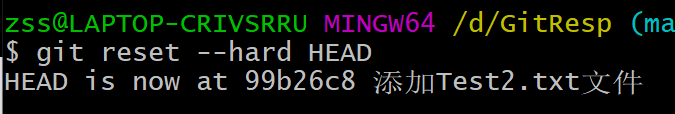 zss@LAPTOP-CRIVSRRU MINGW64 /d/GitResp (ma
$ git reset --hard HEAD
HEAD is now at 99b26c8 添加Test2.txt文件